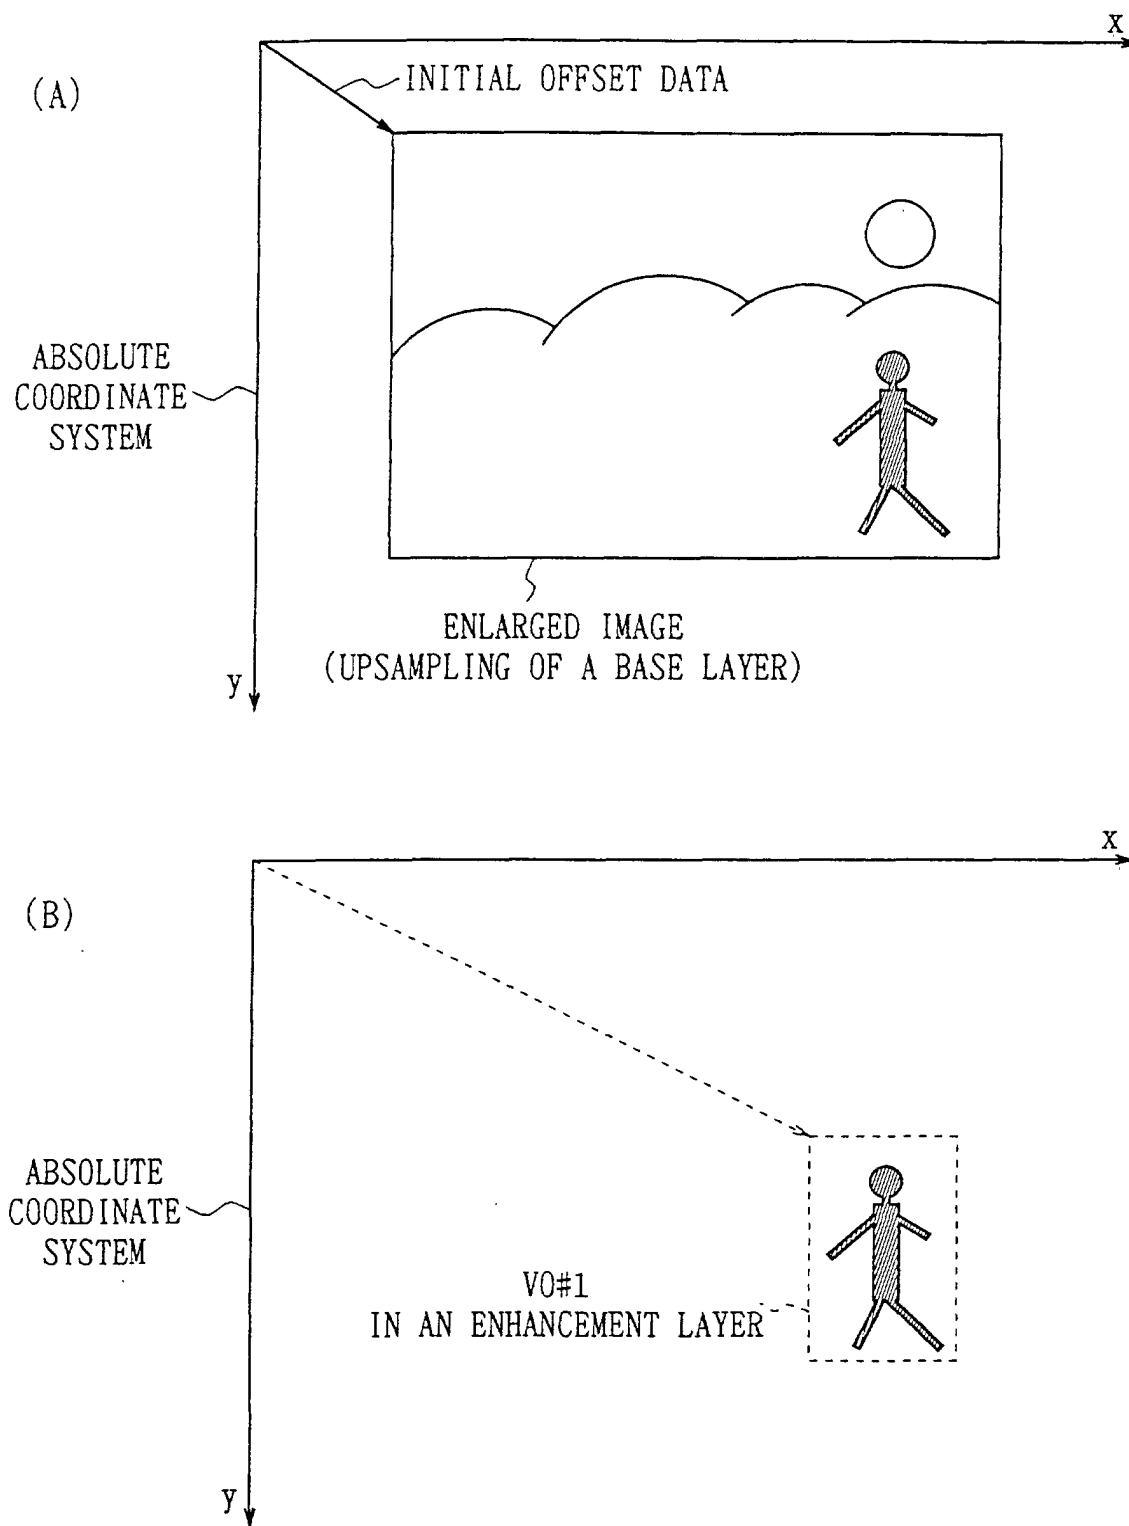 x
(A)
INITIAL OFFSET DATA
ABSOLUTE
COORDINATE
SYSTEM
ENLARGED IMAGE
(UPSAMPLING OF A BASE LAYER)
y
x
(B)
ABSOLUTE
COORDINATE
SYSTEM
VO#1
IN AN ENHANCEMENT LAYER
y